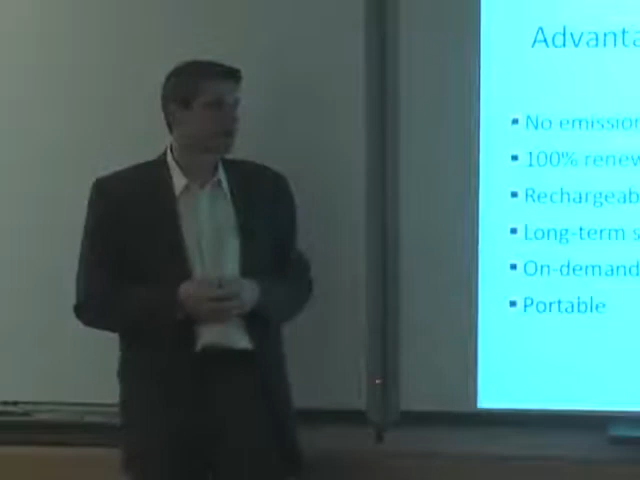 Advanta
No emission
100% renew
Rechargeab
Long-term s
On-demand
Portable